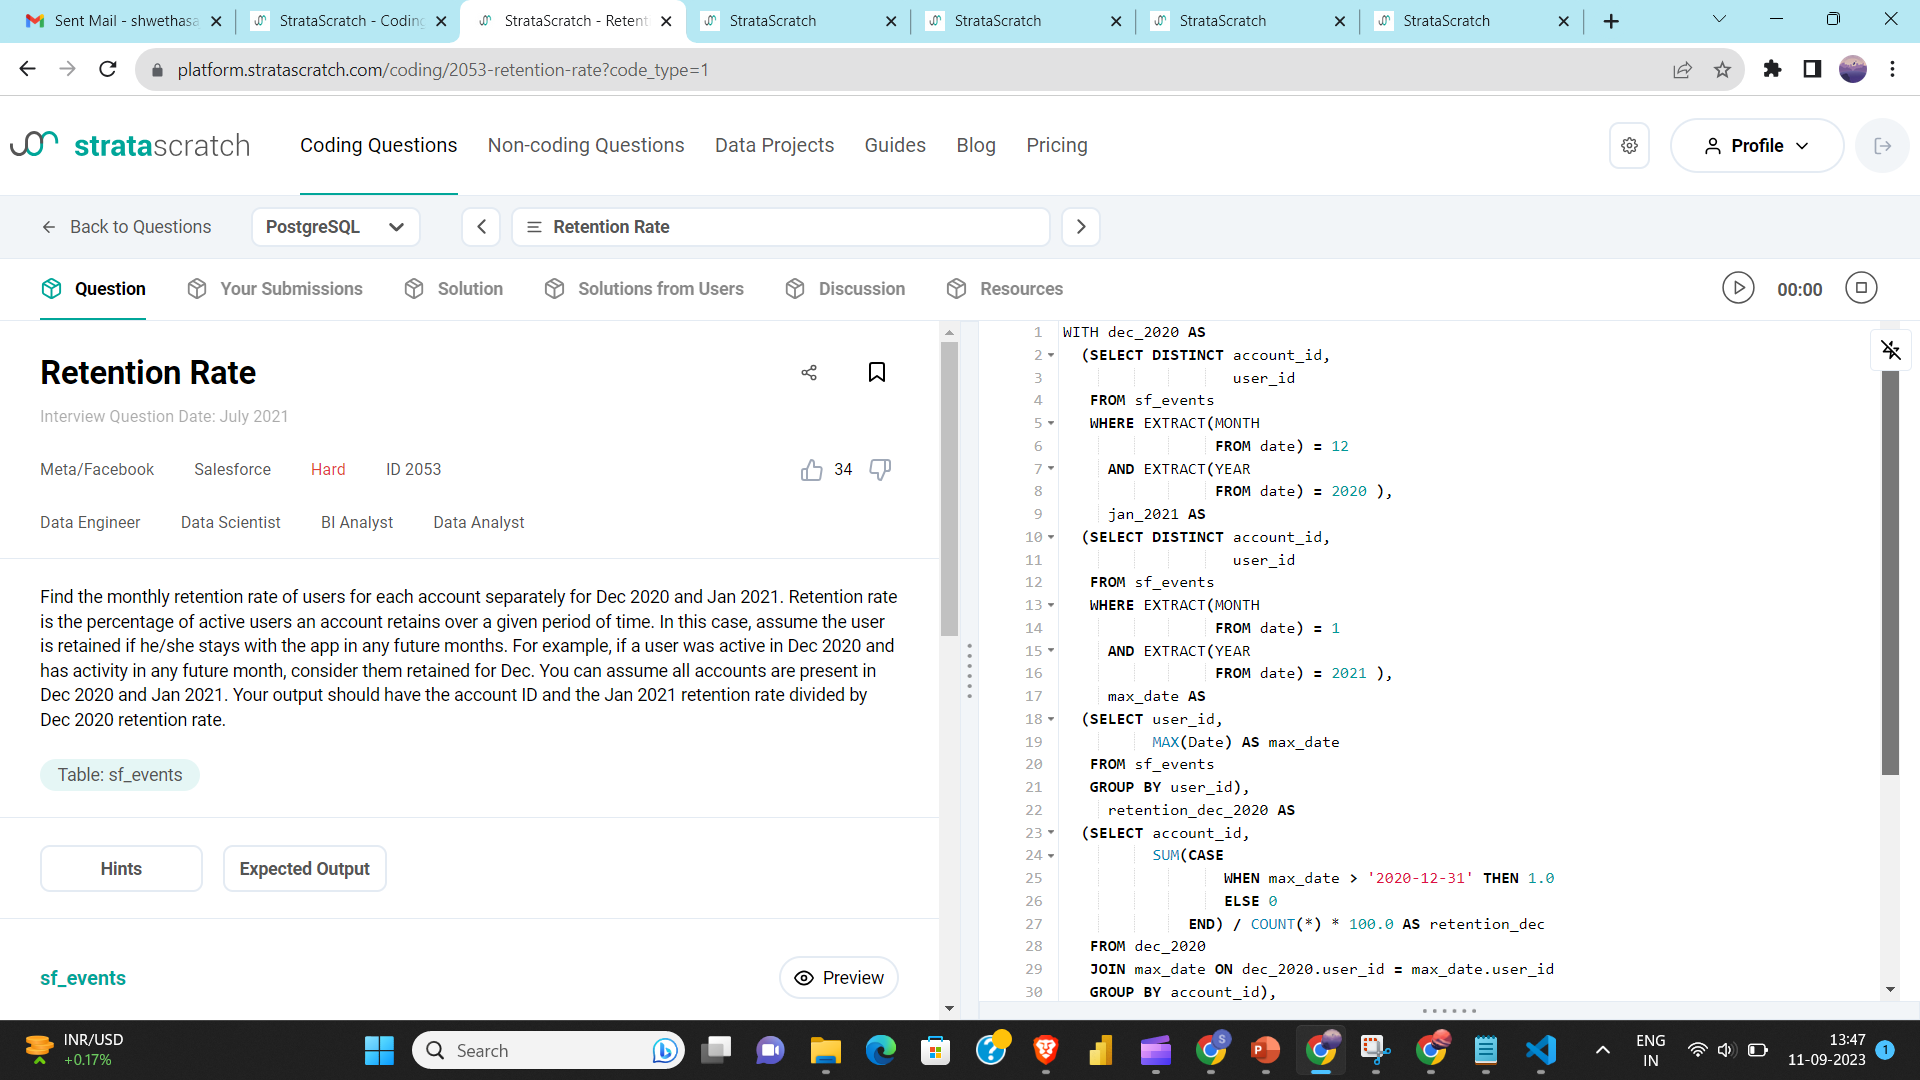 Sent Mail - shwethasa
StrataScratch - Coding
StrataScratch - Retent
StrataScratch
StrataScratch
StrataScratch
StrataScratch
platform.stratascratch.com/coding/2053-retention-rate?code_type=1
stratascratch
Coding Questions
Non-coding Questions
Data Projects
Guides
Blog
Pricing
Profile
Back to Questions
PostgreSQL
Retention Rate
Question
Your Submissions
Solution
Solutions from Users
Discussion
Resources
00:00
Retention Rate
Interview Question Date: July 2021
Meta/Facebook
Salesforce
Hard
ID 2053
34
Data Engineer
Data Scientist
BI Analyst
Data Analyst
Find the monthly retention rate of users for each account separately for Dec 2020 and Jan 2021. Retention rate
is the percentage of active users an account retains over a given period of time. In this case, assume the user
is retained if he/she stays with the app in any future months. For example, if a user was active in Dec 2020 and
has activity in any future month, consider them retained for Dec. You can assume all accounts are present in
Dec 2020 and Jan 2021. Your output should have the account ID and the Jan 2021 retention rate divided by
Dec 2020 retention rate.
Table: sf_events
Hints
Expected Output
sf_events
Preview
1 WITH dec_2020 AS
2 (SELECT DISTINCT account_id,
3 user_id
4 FROM sf_events
5 WHERE EXTRACT(MONTH
6 FROM date) = 12
7 AND EXTRACT(YEAR
8 FROM date) = 2020 ),
9 jan_2021 AS
10 (SELECT DISTINCT account_id,
11 user_id
12 FROM sf_events
13 WHERE EXTRACT(MONTH
14 FROM date) = 1
15 AND EXTRACT(YEAR
16 FROM date) = 2021 ),
17 max_date AS
18 (SELECT user_id,
19 MAX(Date) AS max_date
20 FROM sf_events
21 GROUP BY user_id),
22 retention_dec_2020 AS
23 (SELECT account_id,
24 SUM(CASE
25 WHEN max_date > '2020-12-31' THEN 1.0
26 ELSE 0
27 END) / COUNT(*) * 100.0 AS retention_dec
28 FROM dec_2020
29 JOIN max_date ON dec_2020.user_id = max_date.user_id
30 GROUP BY account_id),
INR/USD
+0.17%
Search
S
ENG
IN
13:47
11-09-2023
1